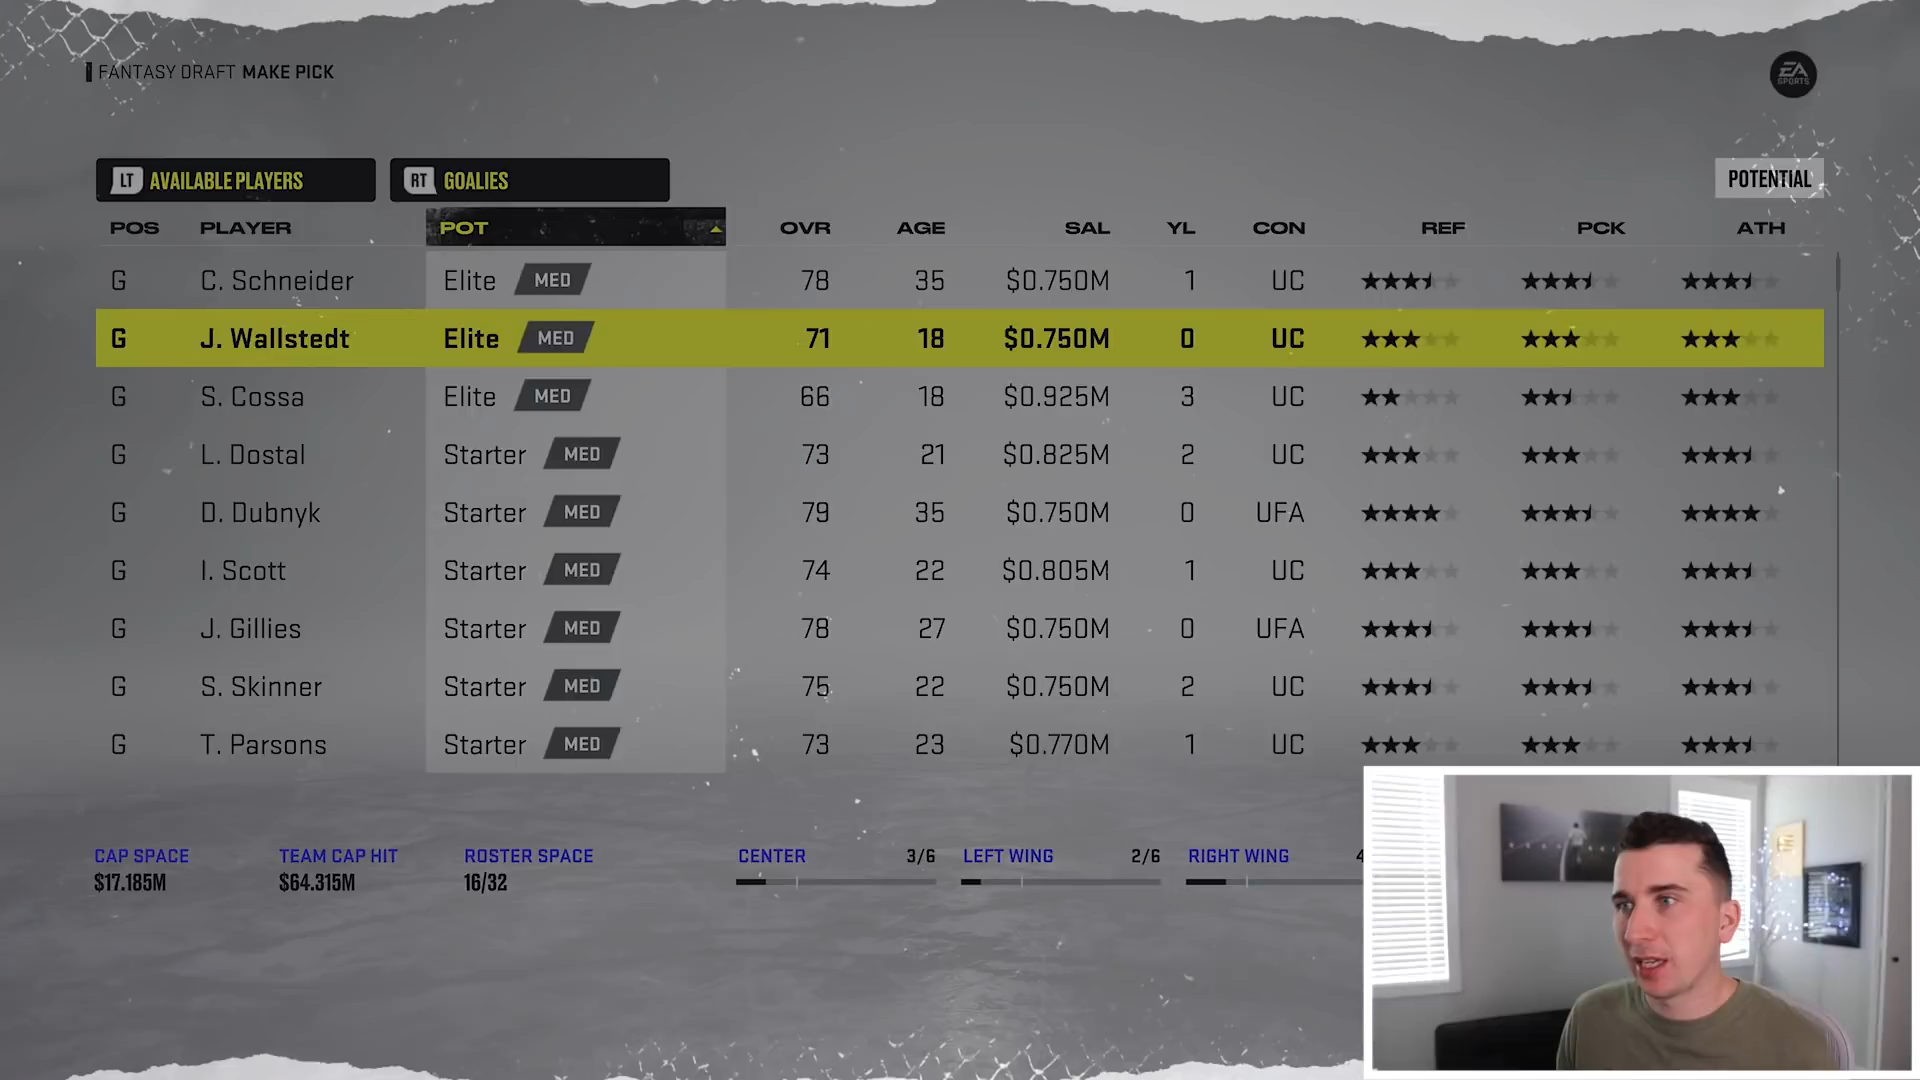 FANTASY DRAFT MAKE PICK
EA SPORTS
LT AVAILABLE PLAYERS RT GOALIES POTENTIAL
POS PLAYER POT OVR AGE SAL YL CON REF PCK ATH
G C. Schneider Elite MED 78 35 $0.750M 1 UC
G J. Wallstedt Elite MED 71 18 $0.750M 0 UC
G S. Cossa Elite MED 66 18 $0.925M 3 UC
G L. Dostal Starter MED 73 21 $0.825M 2 UC
G D. Dubnyk Starter MED 79 35 $0.750M 0 UFA
G I. Scott Starter MED 74 22 $0.805M 1 UC
G J. Gillies Starter MED 78 27 $0.750M 0 UFA
G S. Skinner Starter MED 75 22 $0.750M 2 UC
G T. Parsons Starter MED 73 23 $0.770M 1 UC
CAP SPACE TEAM CAP HIT ROSTER SPACE CENTER 3/6 LEFT WING 2/6 RIGHT WING 4
$17.185M $64.315M 16/32